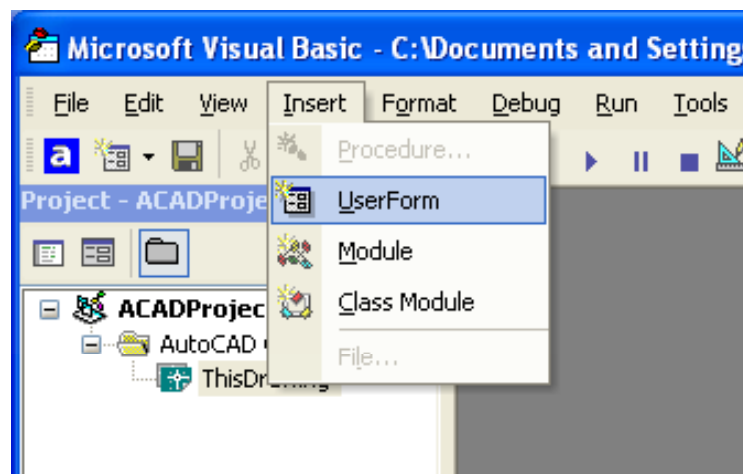 Microsoft Visual Basic - C:\Documents and Setting
File Edit View Insert Format Debug Run Tools
a
Procedure...
Project - ACADProje
UserForm
Module
ACADProjec
Class Module
AutoCAD
File...
ThisDrawing